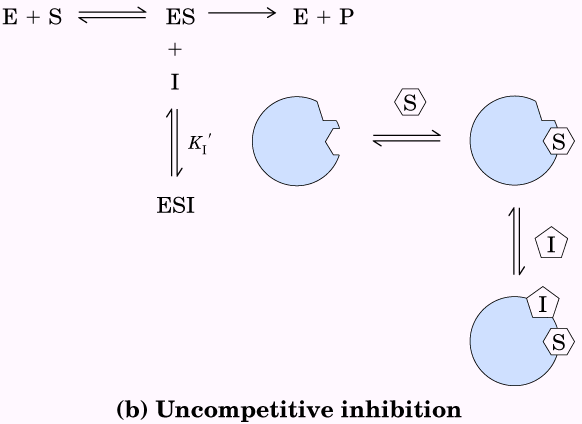 E + S ⇌ ES ⟶ E + P
+
I
K_I′
ESI
S
S
I
I
S
(b) Uncompetitive inhibition